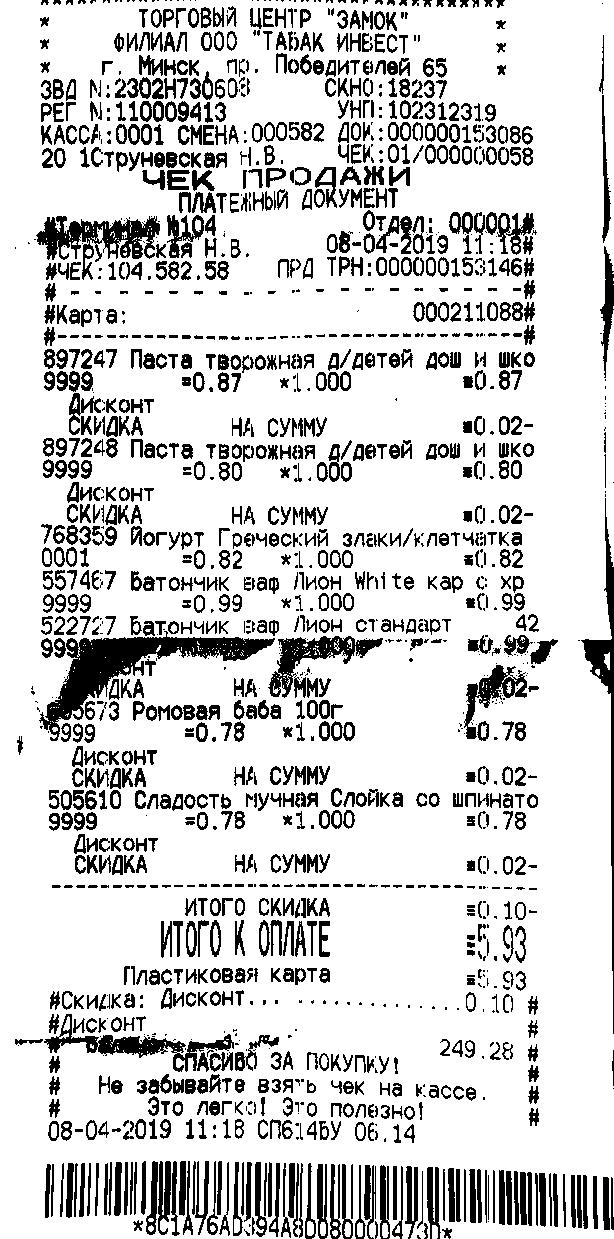 * ТОРГОВЫЙ ЦЕНТР "ЗАМОК" *
* ФИЛИАЛ ООО "ТАБАК ИНВЕСТ" *
* г. Минск, пр. Победителей 65 *
ЗВД N:2302H730608 СКНО:18237
РЕГ N:110009413 УНП:102312319
КАССА:0001 СМЕНА:000582 ДОК:000000153086
20 1Струневская Н.В. ЧЕК:01/000000058
ЧЕК ПРОДАЖИ
ПЛАТЕЖНЫЙ ДОКУМЕНТ
#Терминал №104 Отдел: 000001#
#Струневская Н.В. 08-04-2019 11:18#
#ЧЕК:104.582.58 ПРД ТРН:000000153146#
#- - - - - - - - - - - - - - - - - -#
#Карта: 000211088#
#-----------------------------------#
897247 Паста творожная д/детей дош и шко
9999 =0.87 *1.000 =0.87
Дисконт
СКИДКА НА СУММУ =0.02-
897248 Паста творожная д/детей дош и шко
9999 =0.80 *1.000 =0.80
Дисконт
СКИДКА НА СУММУ =0.02-
768359 Йогурт Греческий злаки/клетчатка
0001 =0.82 *1.000 =0.82
557467 Батончик ваф Лион White кар с хр
9999 =0.99 *1.000 =0.99
522727 Батончик ваф Лион стандарт 42
=0.99
Дисконт
СКИДКА НА СУММУ =0.02-
Ромовая баба 100г
9999 =0.78 *1.000 =0.78
Дисконт
СКИДКА НА СУММУ =0.02-
505610 Сладость мучная Слойка со шпинато
9999 =0.78 *1.000 =0.78
Дисконт
СКИДКА НА СУММУ =0.02-
----------------------------------------
ИТОГО СКИДКА =0.10-
ИТОГО К ОПЛАТЕ =5.93
Пластиковая карта =5.93
#Скидка: Дисконт... ..............0.10 #
#Дисконт #
# 249.28 #
# СПАСИБО ЗА ПОКУПКУ! #
# Не забывайте взять чек на кассе. #
# Это легко! Это полезно! #
08-04-2019 11:18 СП614БУ 06.14
*8C1A76AD394A8D080000473D*